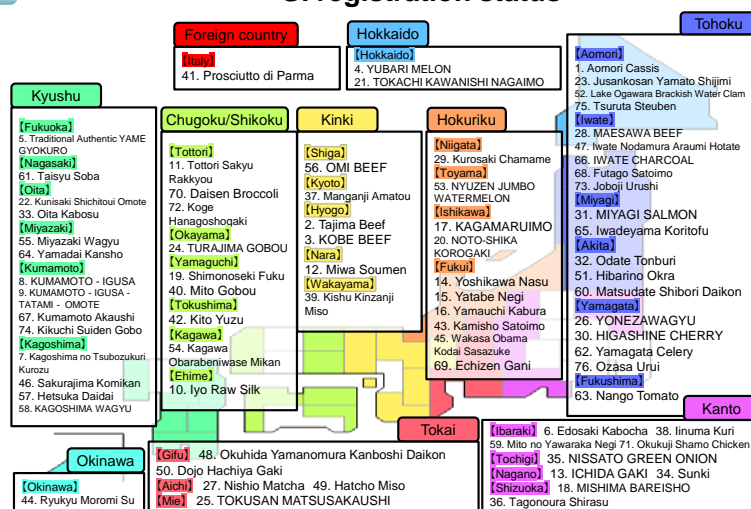 Foreign country
【Italy】
41. Prosciutto di Parma
Hokkaido
【Hokkaido】
4. YUBARI MELON
21. TOKACHI KAWANISHI NAGAIMO
Tohoku
【Aomori】
1. Aomori Cassis
23. Jusankosan Yamato Shijimi
52. Lake Ogawara Brackish Water Clam
75. Tsuruta Steuben
【Iwate】
28. MAESAWA BEEF
47. Iwate Nodamura Araumi Hotate
66. IWATE CHARCOAL
68. Futago Satoimo
73. Joboji Urushi
【Miyagi】
31. MIYAGI SALMON
65. Iwadeyama Koritofu
【Akita】
32. Odate Tonburi
51. Hibarino Okra
60. Matsudate Shibori Daikon
【Yamagata】
26. YONEZAWAGYU
30. HIGASHINE CHERRY
62. Yamagata Celery
76. Ozasa Urui
【Fukushima】
63. Nango Tomato
Kyushu
【Fukuoka】
5. Traditional Authentic YAME
GYOKURO
【Nagasaki】
61. Taisyu Soba
【Oita】
22. Kunisaki Shichitoui Omote
33. Oita Kabosu
【Miyazaki】
55. Miyazaki Wagyu
64. Yamadai Kansho
【Kumamoto】
8. KUMAMOTO - IGUSA
9. KUMAMOTO - IGUSA -
TATAMI - OMOTE
67. Kumamoto Akaushi
74. Kikuchi Suiden Gobo
【Kagoshima】
7. Kagoshima no Tsubozukuri
Kurozu
46. Sakurajima Komikan
57. Hetsuka Daidai
58. KAGOSHIMA WAGYU
Chugoku/Shikoku
【Tottori】
11. Tottori Sakyu
Rakkyou
70. Daisen Broccoli
72. Koge
Hanagoshogaki
【Okayama】
24. TURAJIMA GOBOU
【Yamaguchi】
19. Shimonoseki Fuku
40. Mito Gobou
【Tokushima】
42. Kito Yuzu
【Kagawa】
54. Kagawa
Obarabeniwase Mikan
【Ehime】
10. Iyo Raw Silk
Kinki
【Shiga】
56. OMI BEEF
【Kyoto】
37. Manganji Amatou
【Hyogo】
2. Tajima Beef
3. KOBE BEEF
【Nara】
12. Miwa Soumen
【Wakayama】
39. Kishu Kinzanji
Miso
Hokuriku
【Niigata】
29. Kurosaki Chamame
【Toyama】
53. NYUZEN JUMBO
WATERMELON
【Ishikawa】
17. KAGAMARUIMO
20. NOTO-SHIKA
KOROGAKI
【Fukui】
14. Yoshikawa Nasu
15. Yatabe Negi
16. Yamauchi Kabura
43. Kamisho Satoimo
45. Wakasa Obama
Kodai Sasazuke
69. Echizen Gani
Okinawa
【Okinawa】
44. Ryukyu Moromi Su
Tokai
【Gifu】 48. Okuhida Yamanomura Kanboshi Daikon
50. Dojo Hachiya Gaki
【Aichi】 27. Nishio Matcha 49. Hatcho Miso
【Mie】 25. TOKUSAN MATSUSAKAUSHI
Kanto
【Ibaraki】 6. Edosaki Kabocha 38. Iinuma Kuri
59. Mito no Yawaraka Negi 71. Okukuji Shamo Chicken
【Tochigi】 35. NISSATO GREEN ONION
【Nagano】 13. ICHIDA GAKI 34. Sunki
【Shizuoka】 18. MISHIMA BAREISHO
36. Tagonoura Shirasu